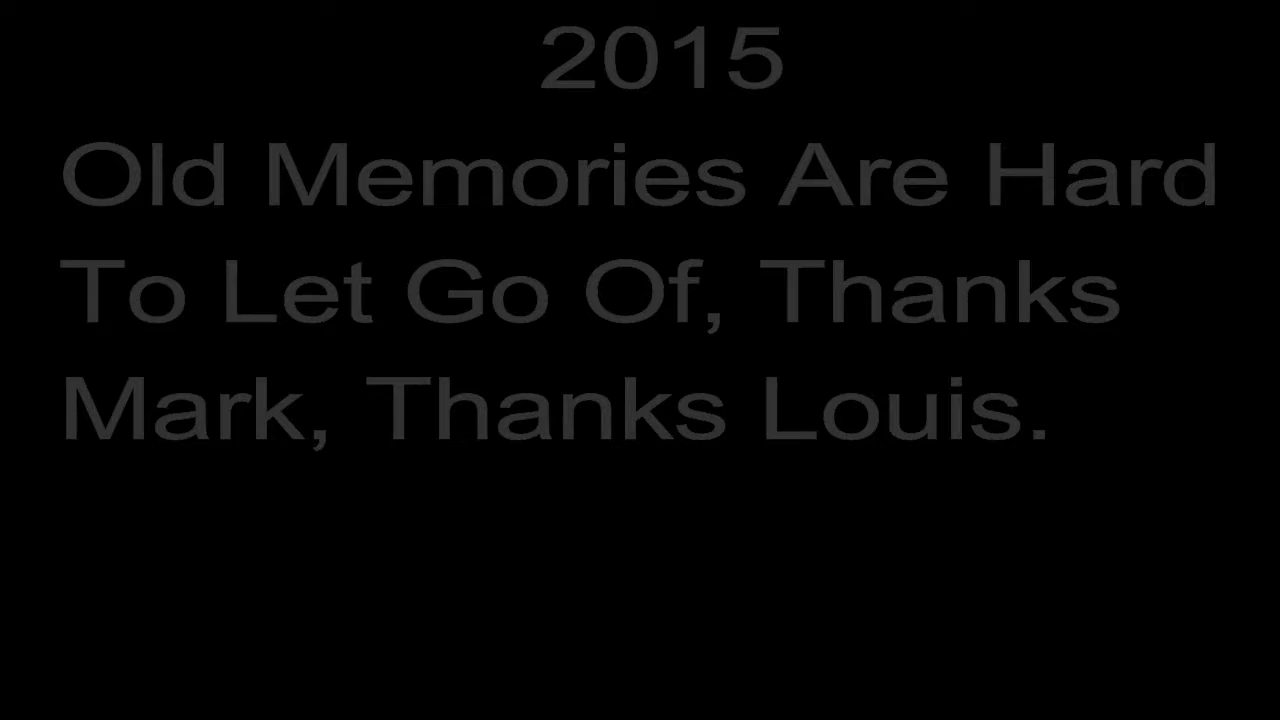 2015
Old Memories Are Hard
To Let Go Of, Thanks
Mark, Thanks Louis.